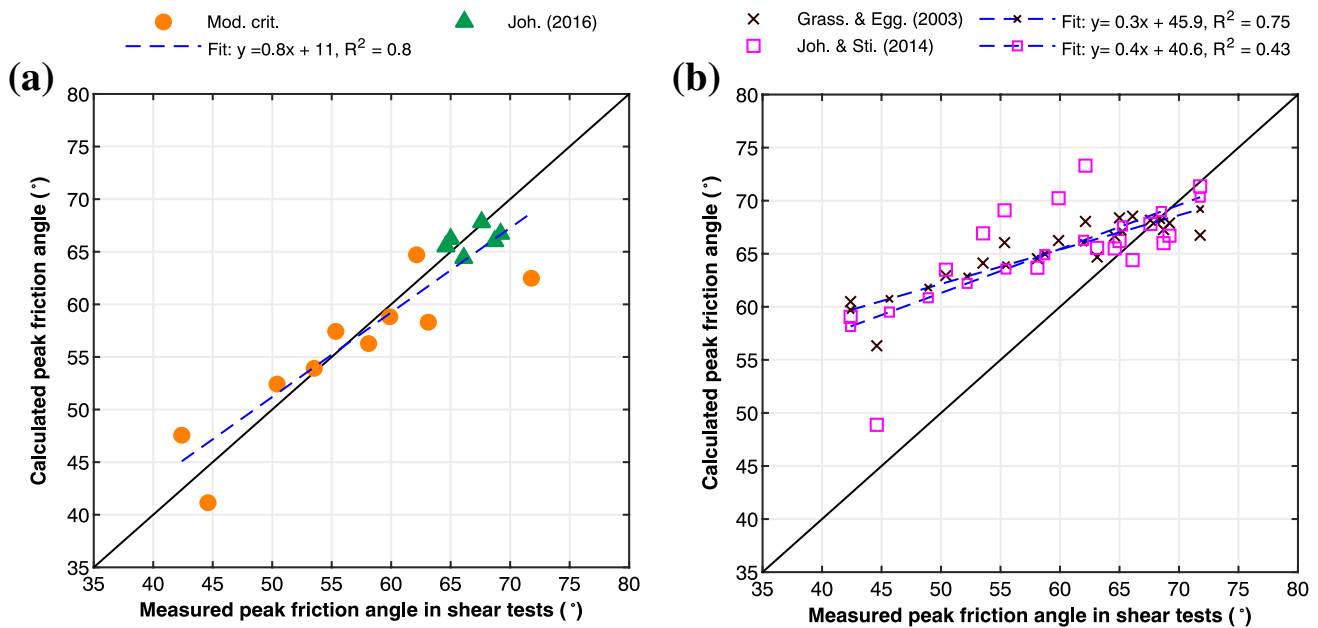 Mod. crit.
Joh. (2016)
Fit: y =0.8x + 11, R² = 0.8
(a)
80
75
70
65
60
55
50
45
40
35
35 40 45 50 55 60 65 70 75 80
Calculated peak friction angle (°)
Measured peak friction angle in shear tests (°)
Grass. & Egg. (2003)
Fit: y= 0.3x + 45.9, R² = 0.75
Joh. & Sti. (2014)
Fit: y= 0.4x + 40.6, R² = 0.43
(b)
80
75
70
65
60
55
50
45
40
35
35 40 45 50 55 60 65 70 75 80
Calculated peak friction angle (°)
Measured peak friction angle in shear tests (°)